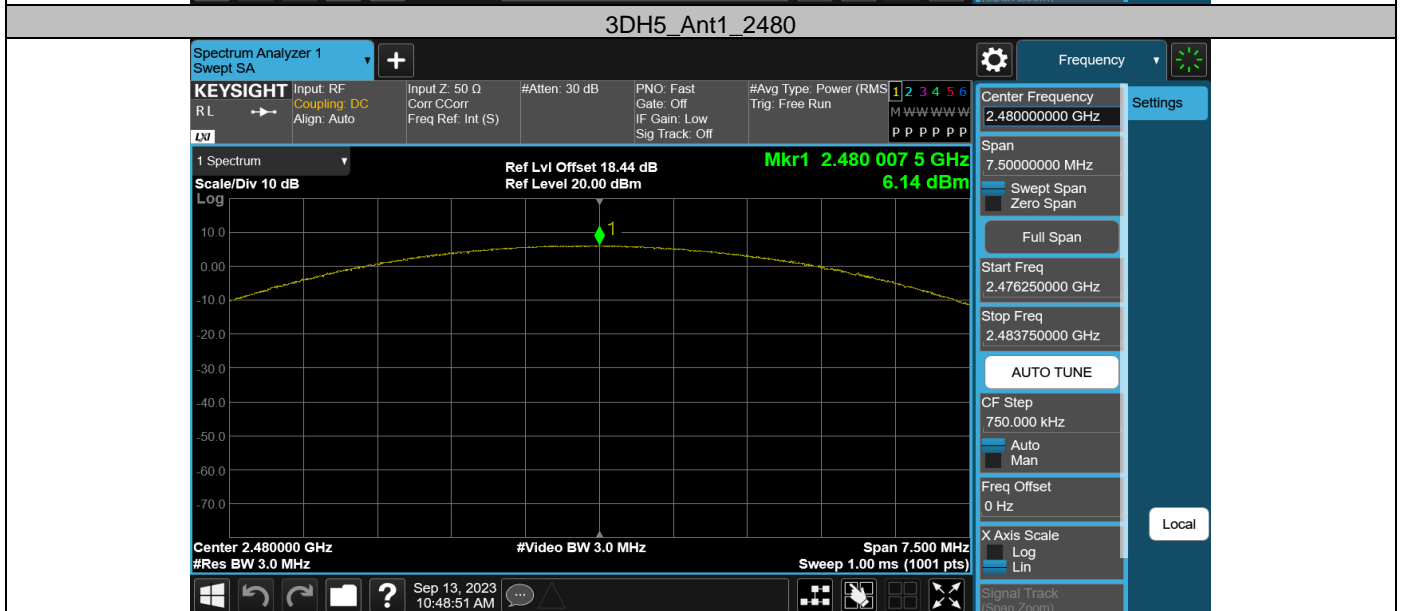 3DH5_Ant1_2480
Spectrum Analyzer 1
Swept SA
+
Frequency
KEYSIGHT
RL
LXI
Input: RF
Coupling: DC
Align: Auto
Input Z: 50 Ω
Corr CCorr
Freq Ref: Int (S)
#Atten: 30 dB
PNO: Fast
Gate: Off
IF Gain: Low
Sig Track: Off
#Avg Type: Power (RMS
Trig: Free Run
1 2 3 4 5 6
M W W W W W
P P P P P P
1 Spectrum
Scale/Div 10 dB
Ref Lvl Offset 18.44 dB
Ref Level 20.00 dBm
Mkr1 2.480 007 5 GHz
6.14 dBm
Log
1
10.0
0.00
-10.0
-20.0
-30.0
-40.0
-50.0
-60.0
-70.0
Center 2.480000 GHz
#Res BW 3.0 MHz
#Video BW 3.0 MHz
Span 7.500 MHz
Sweep 1.00 ms (1001 pts)
Center Frequency
2.480000000 GHz
Settings
Span
7.50000000 MHz
Swept Span
Zero Span
Full Span
Start Freq
2.476250000 GHz
Stop Freq
2.483750000 GHz
AUTO TUNE
CF Step
750.000 kHz
Auto
Man
Freq Offset
0 Hz
X Axis Scale
Log
Lin
Local
Signal Track
(Span Zoom)
?
Sep 13, 2023
10:48:51 AM